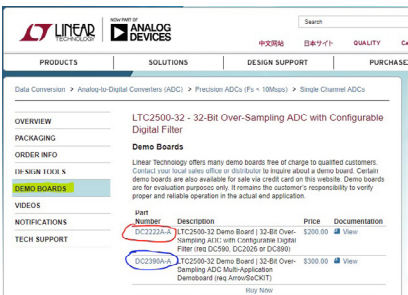 NOW PART OF
LINEAR
TECHNOLOGY
ANALOG
DEVICES
Search
中文网站 日本サイト QUALITY
PRODUCTS SOLUTIONS DESIGN SUPPORT PURCHASE
Data Conversion > Analog-to-Digital Converters (ADC) > Precision ADCs (Fs < 10Msps) > Single Channel ADCs
OVERVIEW
PACKAGING
ORDER INFO
DESIGN TOOLS
DEMO BOARDS
VIDEOS
NOTIFICATIONS
TECH SUPPORT
LTC2500-32 - 32-Bit Over-Sampling ADC with Configurable
Digital Filter
Demo Boards
Linear Technology offers many demo boards free of charge to qualified customers.
Contact your local sales office or distributor to inquire about a demo board. Certain
demo boards are also available for sale via credit card on this website. Demo boards
are for evaluation purposes only. It remains the customer's responsibility to verify
proper and reliable operation in the actual end application.
Part
Number Description Price Documentation
DC2222A-A LTC2500-32 Demo Board | 32-Bit Over- $200.00 View
Sampling ADC with Configurable Digital
Filter (req DC590, DC2026 or DC890)
DC2390A-A LTC2500-32 Demo Board | 32-Bit Over- $300.00 View
Sampling ADC Multi-Application
Demoboard (req ArrowSoCKIT)
Buy Now